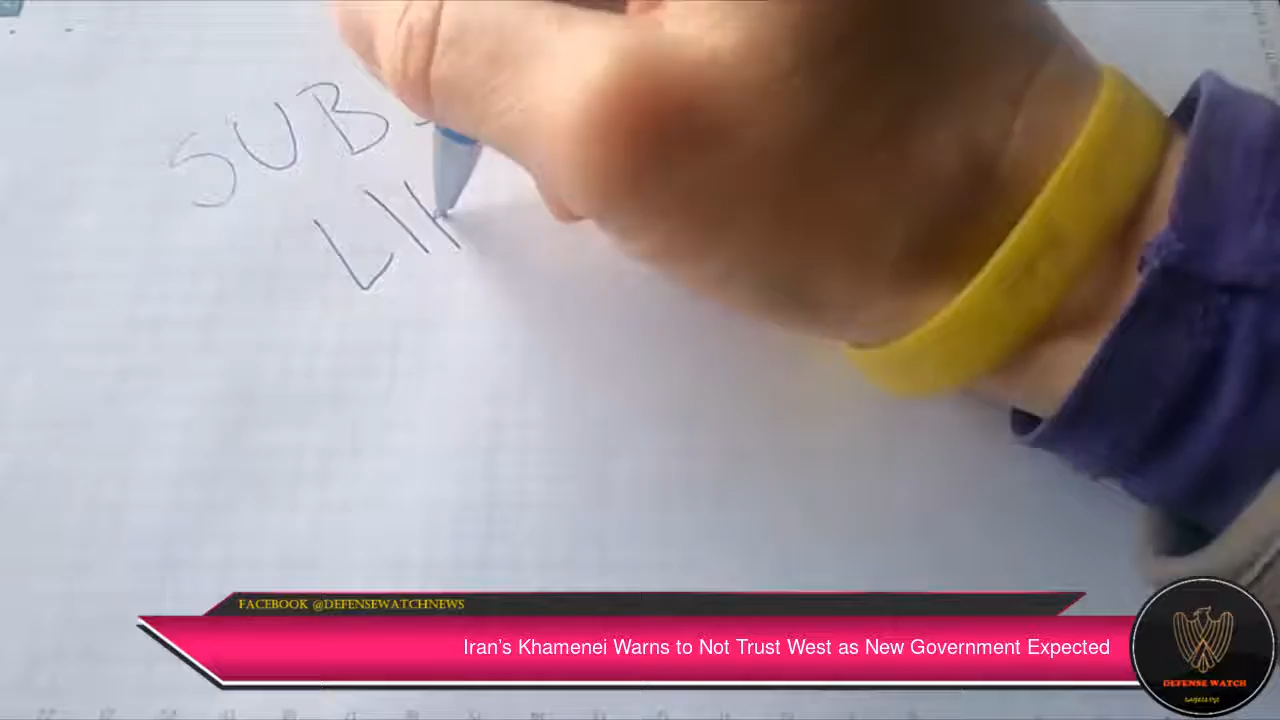 SUB
LIK
FACEBOOK @DEFENSEWATCHNEWS
Iran's Khamenei Warns to Not Trust West as New Government Expected
DEFENSE WATCH